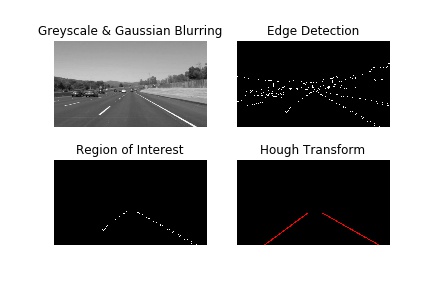 Greyscale & Gaussian Blurring
Edge Detection
Region of Interest
Hough Transform